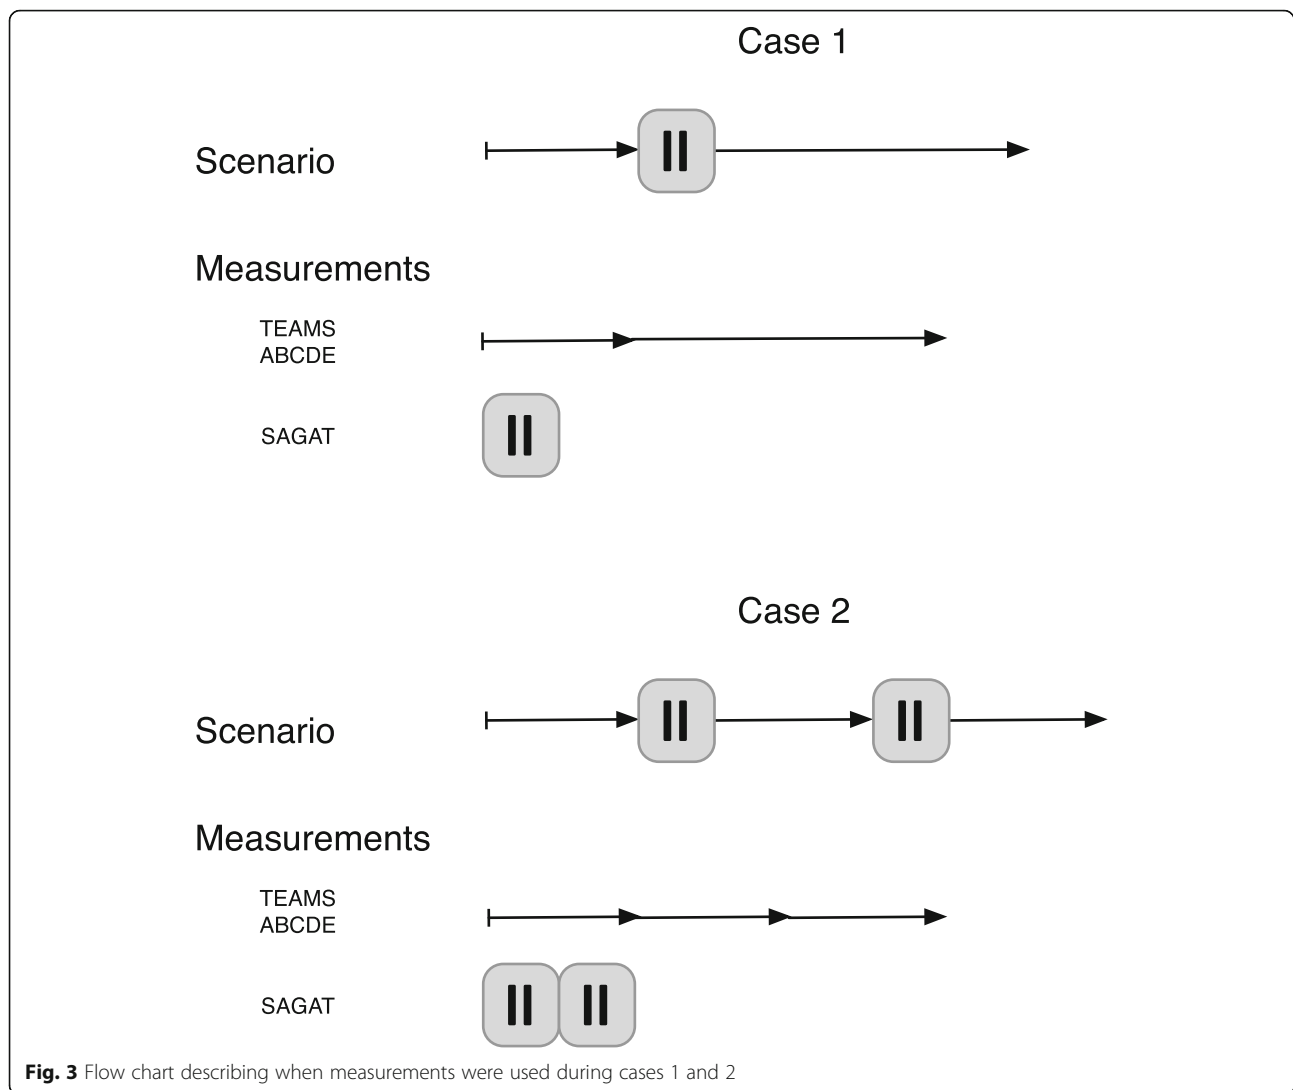 Case 1
Scenario
Measurements
TEAMS
ABCDE
SAGAT
Case 2
Scenario
Measurements
TEAMS
ABCDE
SAGAT
Fig. 3 Flow chart describing when measurements were used during cases 1 and 2